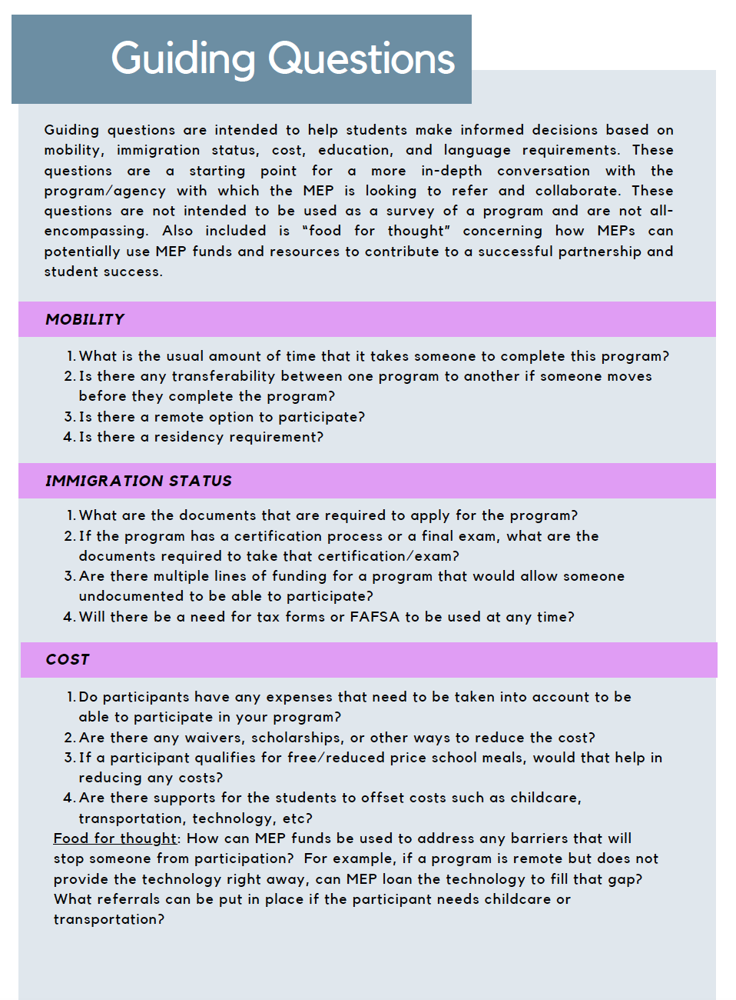 Guiding Questions
Guiding questions are intended to help students make informed decisions based on
mobility, immigration status, cost, education, and language requirements. These
questions are a starting point for a more in-depth conversation with the
program/agency with which the MEP is looking to refer and collaborate. These
questions are not intended to be used as a survey of a program and are not all-
encompassing. Also included is “food for thought” concerning how MEPs can
potentially use MEP funds and resources to contribute to a successful partnership and
student success.
MOBILITY
1. What is the usual amount of time that it takes someone to complete this program?
2. Is there any transferability between one program to another if someone moves
before they complete the program?
3. Is there a remote option to participate?
4. Is there a residency requirement?
IMMIGRATION STATUS
1. What are the documents that are required to apply for the program?
2. If the program has a certification process or a final exam, what are the
documents required to take that certification/exam?
3. Are there multiple lines of funding for a program that would allow someone
undocumented to be able to participate?
4. Will there be a need for tax forms or FAFSA to be used at any time?
COST
1. Do participants have any expenses that need to be taken into account to be
able to participate in your program?
2. Are there any waivers, scholarships, or other ways to reduce the cost?
3. If a participant qualifies for free/reduced price school meals, would that help in
reducing any costs?
4. Are there supports for the students to offset costs such as childcare,
transportation, technology, etc?
Food for thought: How can MEP funds be used to address any barriers that will
stop someone from participation?  For example, if a program is remote but does not
provide the technology right away, can MEP loan the technology to fill that gap?
What referrals can be put in place if the participant needs childcare or
transportation?